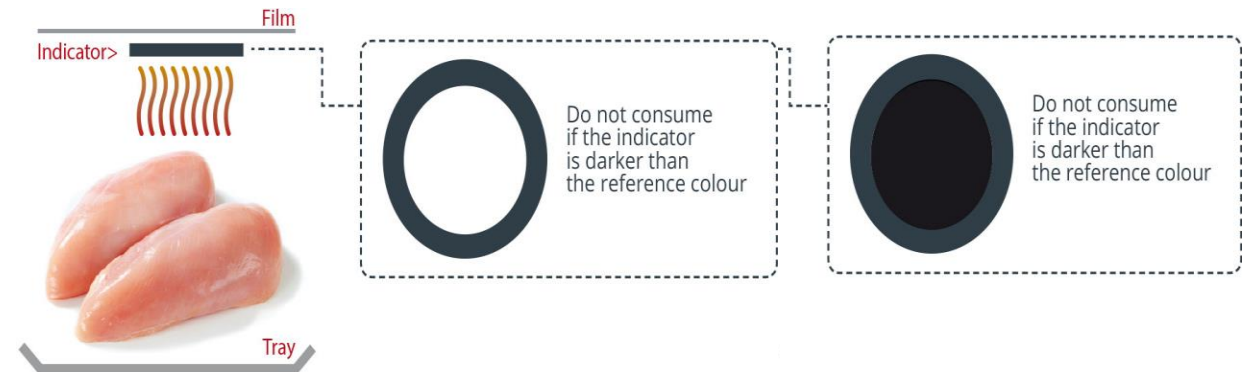 Film
Indicator>
Do not consume
if the indicator
is darker than
the reference colour
Do not consume
if the indicator
is darker than
the reference colour
Tray